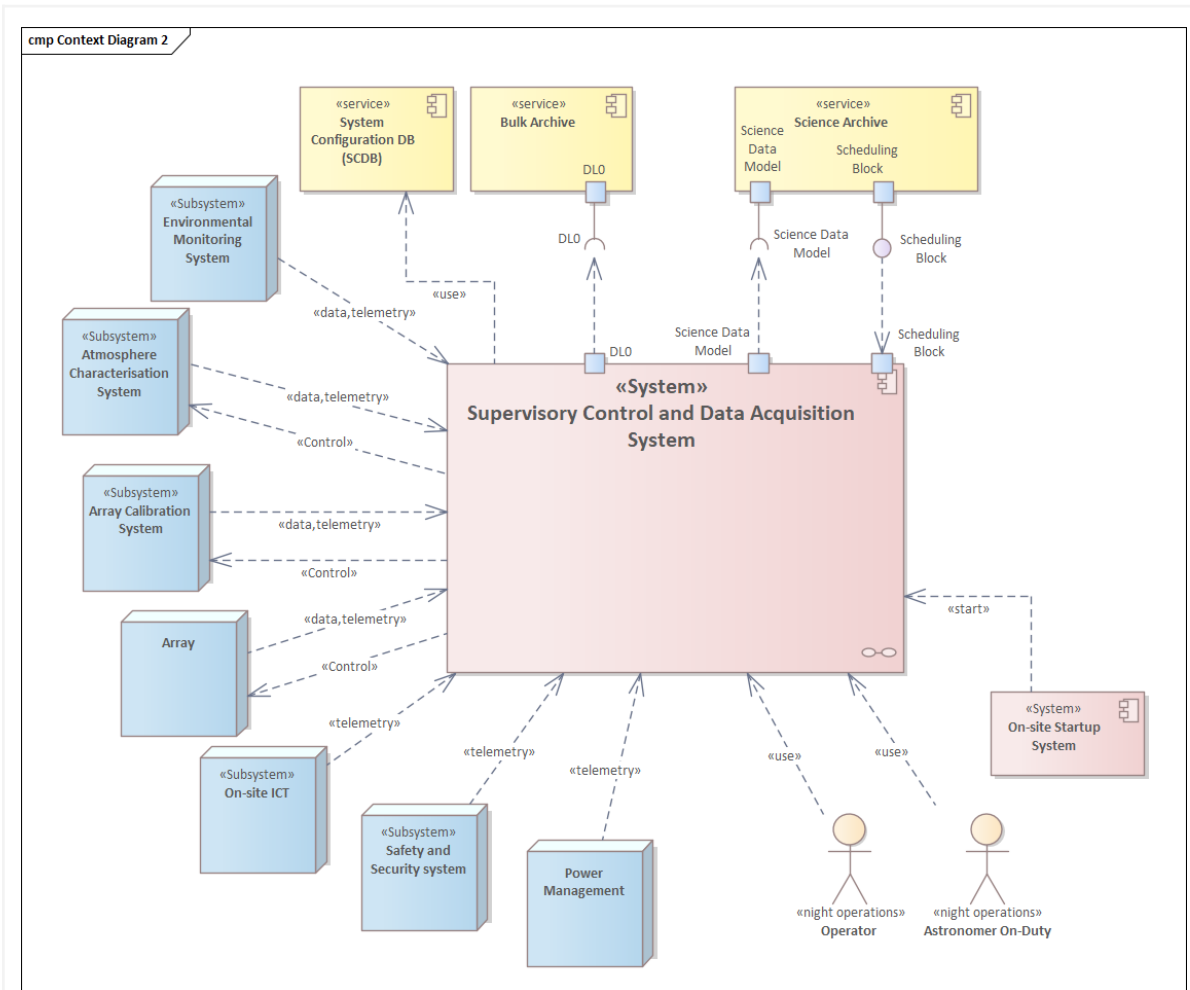 cmp Context Diagram 2
«service»
System
Configuration DB
(SCDB)
«service»
Bulk Archive
DL0
«service»
Science Archive
Science
Data
Model
Scheduling
Block
«Subsystem»
Environmental
Monitoring
System
DL0
Science Data
Model
Scheduling
Block
«use»
«data,telemetry»
«Subsystem»
Atmosphere
Characterisation
System
DL0
Science Data
Model
Scheduling
Block
«data,telemetry»
«Control»
«System»
Supervisory Control and Data Acquisition
System
«Subsystem»
Array Calibration
System
«data,telemetry»
«Control»
Array
«data,telemetry»
«Control»
«start»
«System»
On-site Startup
System
«Subsystem»
On-site ICT
«telemetry»
«Subsystem»
Safety and
Security system
«telemetry»
Power
Management
«telemetry»
«use»
«use»
«night operations»
Operator
«night operations»
Astronomer On-Duty